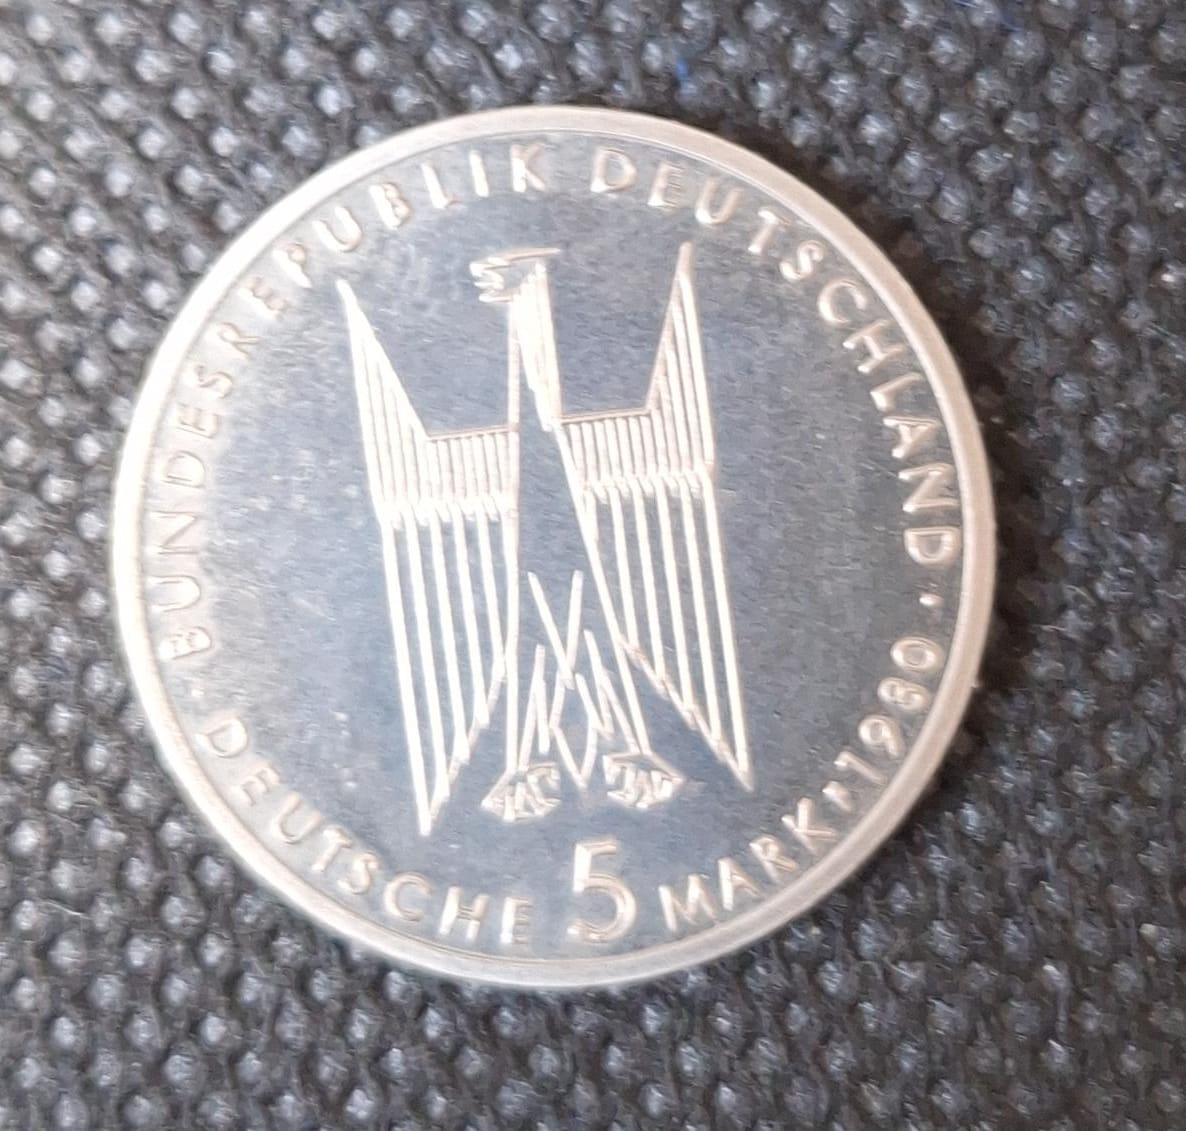 BUNDESREPUBLIK DEUTSCHLAND · 1980 ·
DEUTSCHE 5 MARK